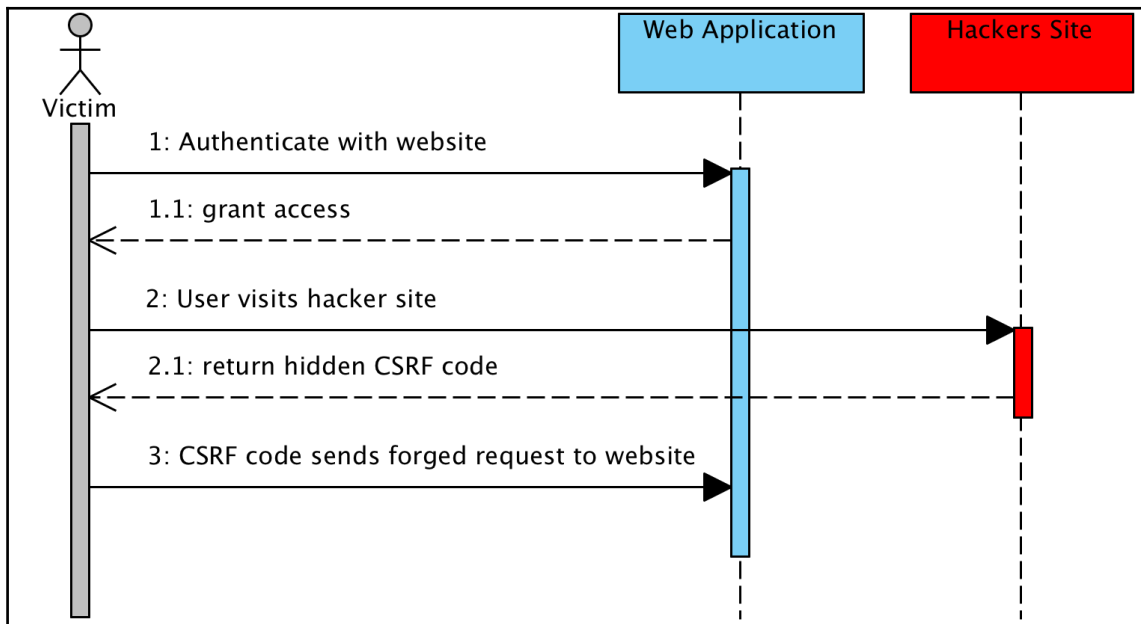 Web Application
Hackers Site
Victim
1: Authenticate with website
1.1: grant access
2: User visits hacker site
2.1: return hidden CSRF code
3: CSRF code sends forged request to website